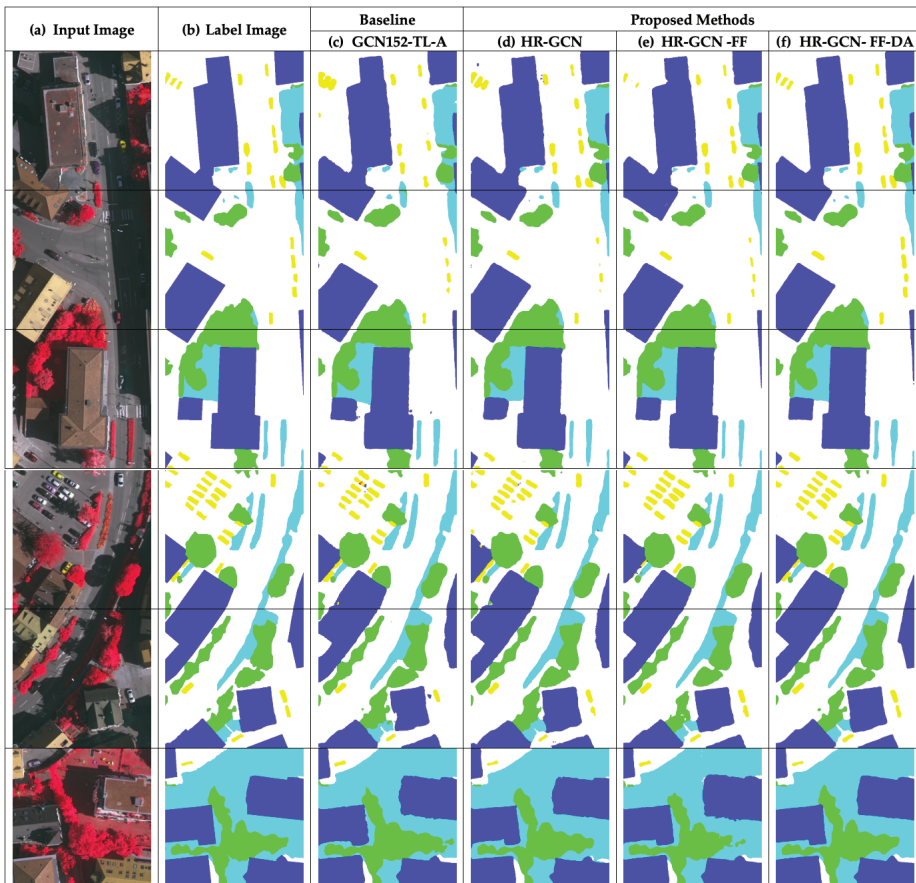 Baseline
Proposed Methods
(a) Input Image
(b) Label Image
(c) GCN152-TL-A
(d) HR-GCN
(e) HR-GCN -FF
(f) HR-GCN- FF-DA